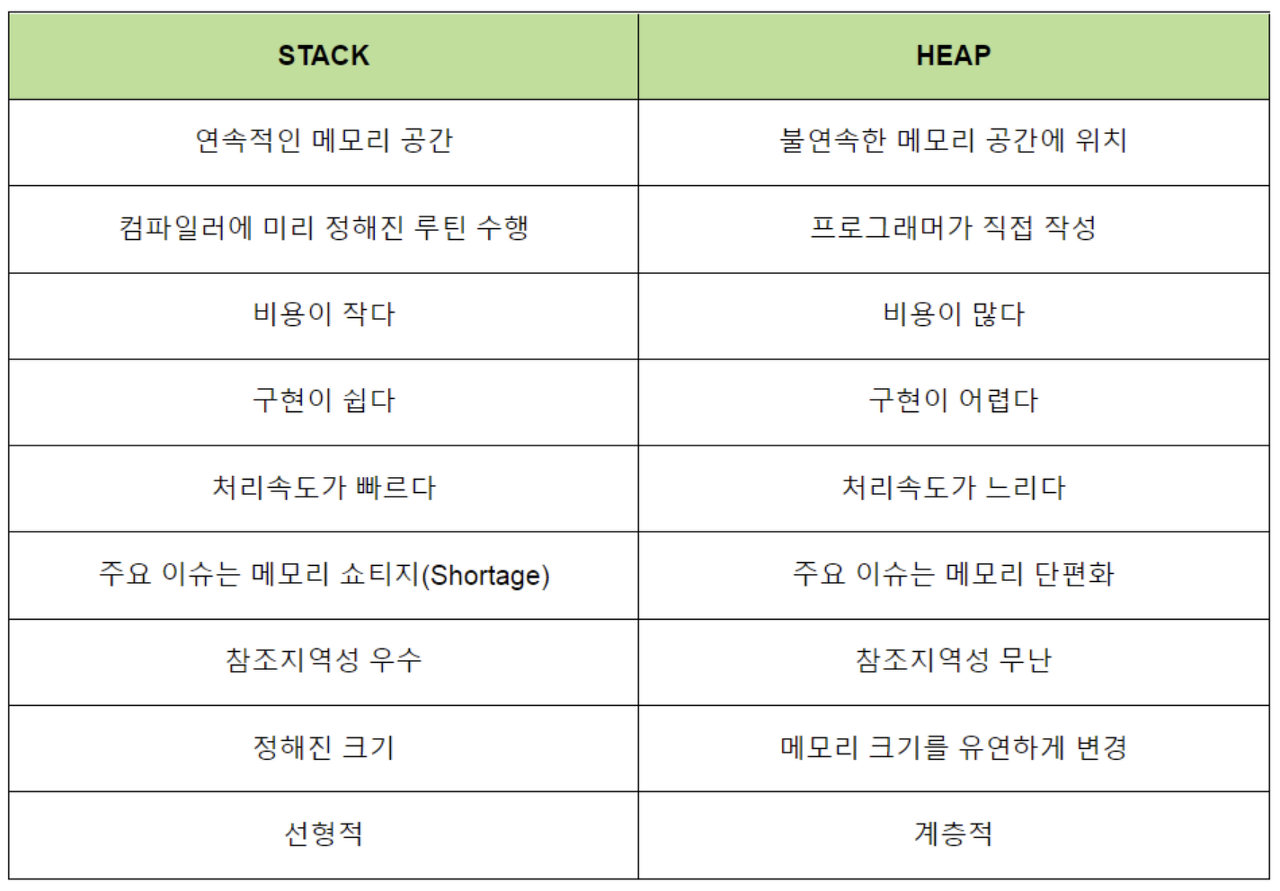 STACK HEAP
연속적인 메모리 공간 불연속한 메모리 공간에 위치
컴파일러에 미리 정해진 루틴 수행 프로그래머가 직접 작성
비용이 작다 비용이 많다
구현이 쉽다 구현이 어렵다
처리속도가 빠르다 처리속도가 느리다
주요 이슈는 메모리 쇼티지(Shortage) 주요 이슈는 메모리 단편화
참조지역성 우수 참조지역성 무난
정해진 크기 메모리 크기를 유연하게 변경
선형적 계층적